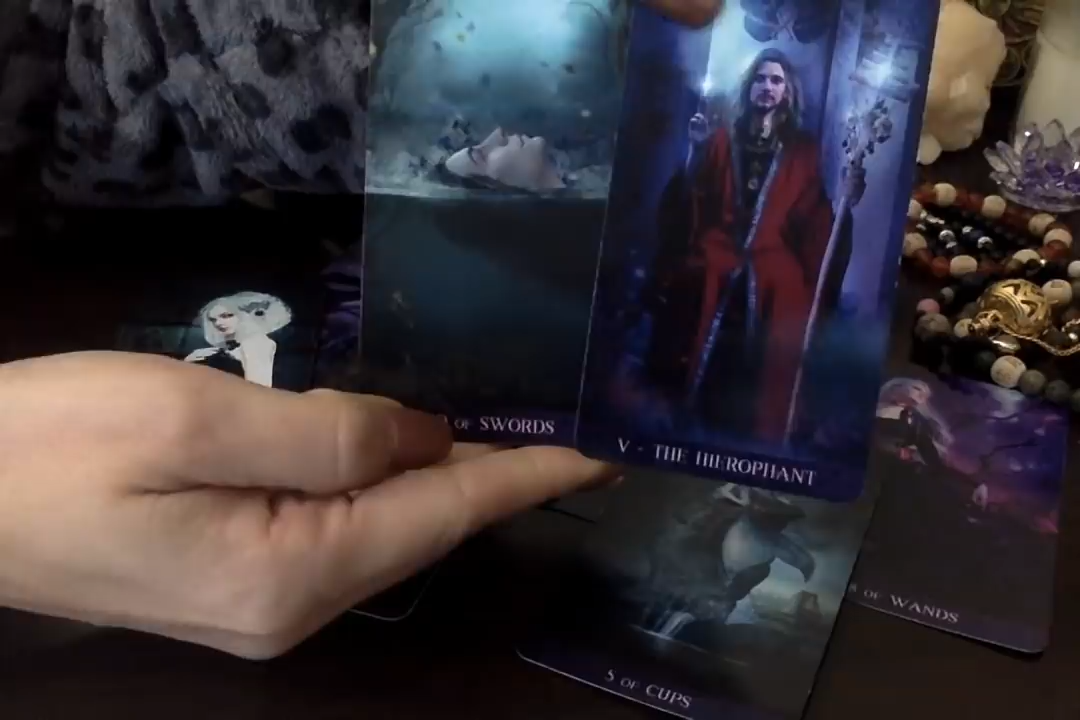 OF SWORDS
V - THE HIEROPHANT
OF WANDS
5 OF CUPS